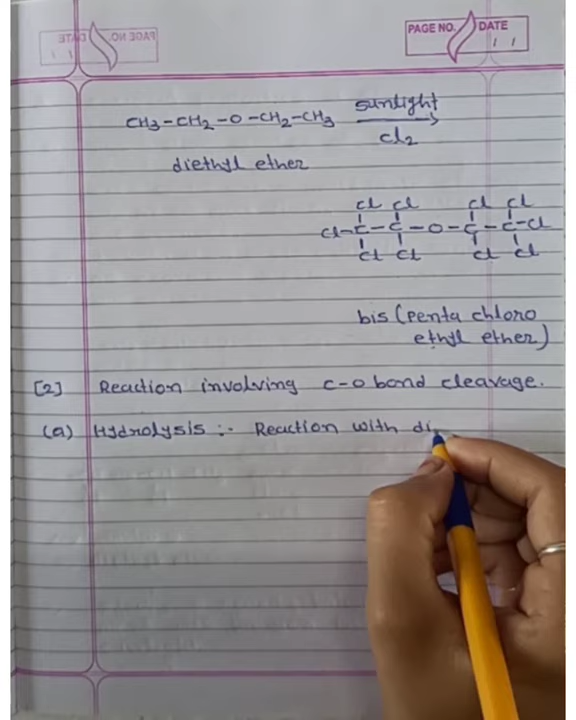 PAGE NO. DATE
/ /
CH3-CH2-O-CH2-CH3 sunlight
Cl2
diethyl ether
Cl Cl Cl Cl
Cl-C-C-O-C-C-Cl
Cl Cl Cl Cl
bis (penta chloro
ethyl ether)
[2] Reaction involving C-O bond cleavage.
(a) Hydrolysis :- Reaction with di